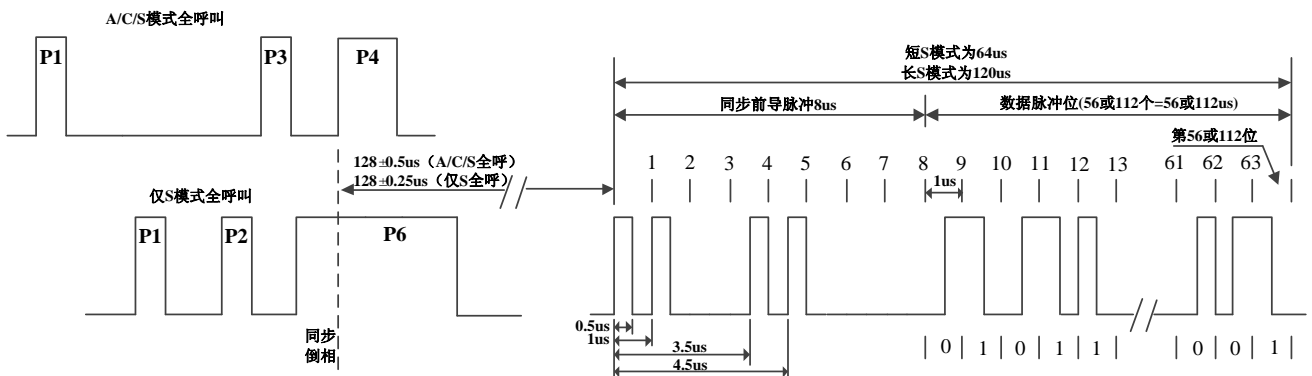 A/C/S模式全呼叫
P1
P3
P4
短S模式为64us
长S模式为120us
同步前导脉冲8us
数据脉冲位(56或112个=56或112us)
第56或112位
128±0.5us（A/C/S全呼）
128±0.25us（仅S全呼）
1 2 3 4 5 6 7 8 9 10 11 12 13 61 62 63
1us
仅S模式全呼叫
P1
P2
P6
同步
倒相
0.5us
1us
3.5us
4.5us
0 1 0 1 1 0 0 1